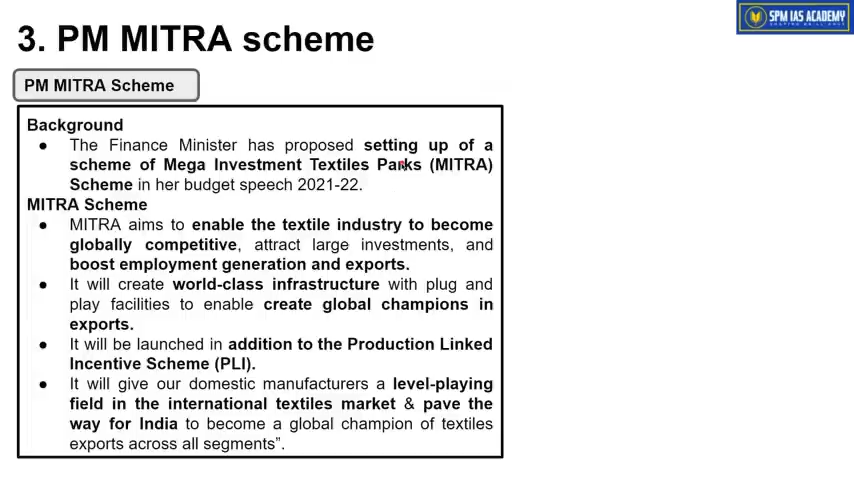 3. PM MITRA scheme
SPM IAS ACADEMY
PM MITRA Scheme
Background
● The Finance Minister has proposed setting up of a
scheme of Mega Investment Textiles Parks (MITRA)
Scheme in her budget speech 2021-22.
MITRA Scheme
● MITRA aims to enable the textile industry to become
globally competitive, attract large investments, and
boost employment generation and exports.
● It will create world-class infrastructure with plug and
play facilities to enable create global champions in
exports.
● It will be launched in addition to the Production Linked
Incentive Scheme (PLI).
● It will give our domestic manufacturers a level-playing
field in the international textiles market & pave the
way for India to become a global champion of textiles
exports across all segments”.